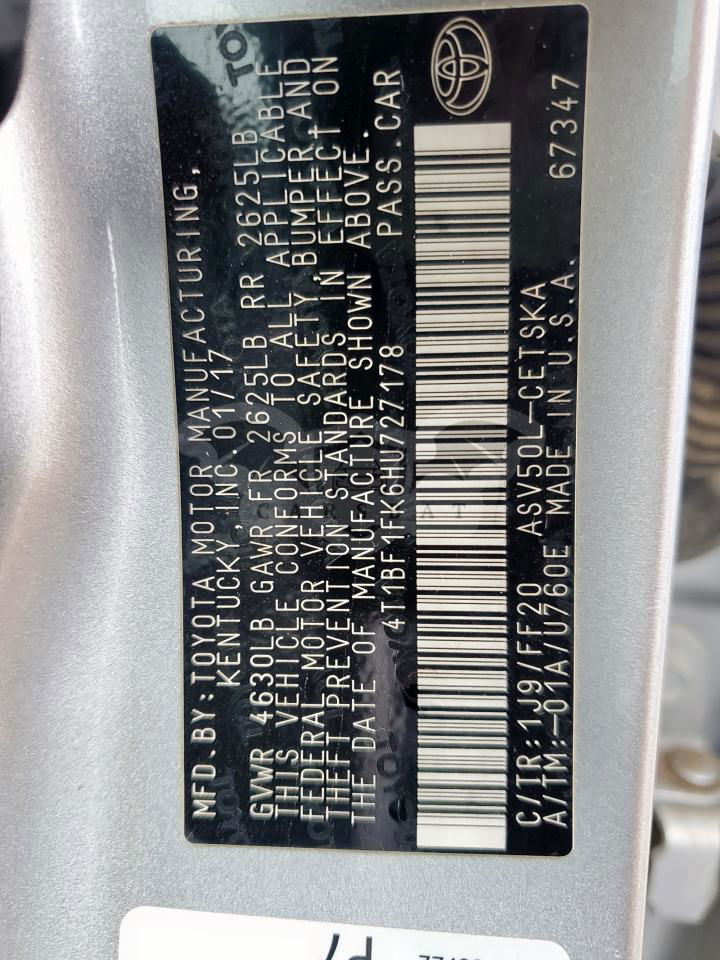 MFD.BY:TOYOTA MOTOR MANUFACTURING,
KENTUCKY,INC.01/17
GVWR 4630LB GAWR FR 2625LB RR 2625LB
THIS VEHICLE CONFORMS TO ALL APPLICABLE
FEDERAL MOTOR VEHICLE SAFETY,BUMPER,AND
THEFT PREVENTION STANDARDS IN EFFECT ON
THE DATE OF MANUFACTURE SHOWN ABOVE.
4T1BF1FK6HU727178 PASS.CAR
C/TR:1J9/FF20 ASV50L-CETSKA
A/TM:-01A/U760E MADE IN U.S.A. 67347